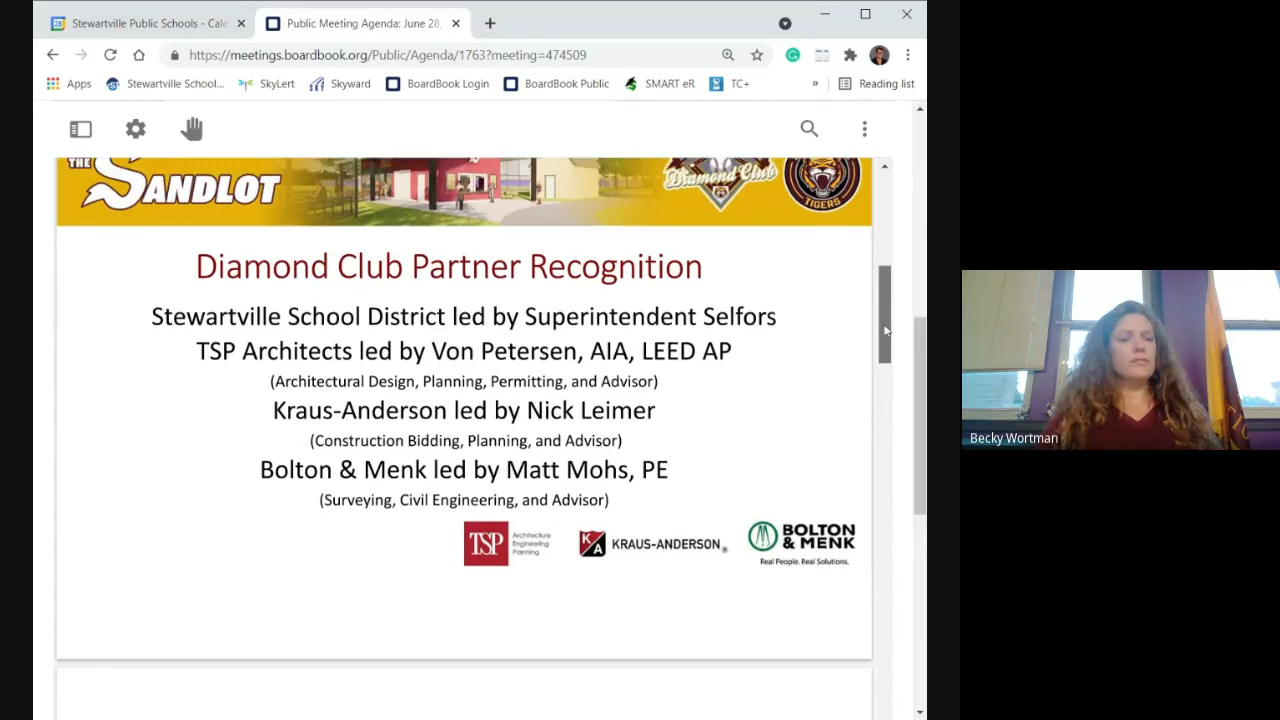 Stewartville Public Schools - Cale
Public Meeting Agenda: June 28,
https://meetings.boardbook.org/Public/Agenda/1763?meeting=474509
Apps
Stewartville School...
SkyLert
Skyward
BoardBook Login
BoardBook Public
SMART eR
TC+
»
Reading list
THE
SANDLOT
Diamond Club
TIGERS
Diamond Club Partner Recognition
Stewartville School District led by Superintendent Selfors
TSP Architects led by Von Petersen, AIA, LEED AP
(Architectural Design, Planning, Permitting, and Advisor)
Kraus-Anderson led by Nick Leimer
(Construction Bidding, Planning, and Advisor)
Bolton & Menk led by Matt Mohs, PE
(Surveying, Civil Engineering, and Advisor)
TSP
Architecture
Engineering
Planning
KA
KRAUS-ANDERSON®
BOLTON
& MENK
Real People. Real Solutions.
Becky Wortman